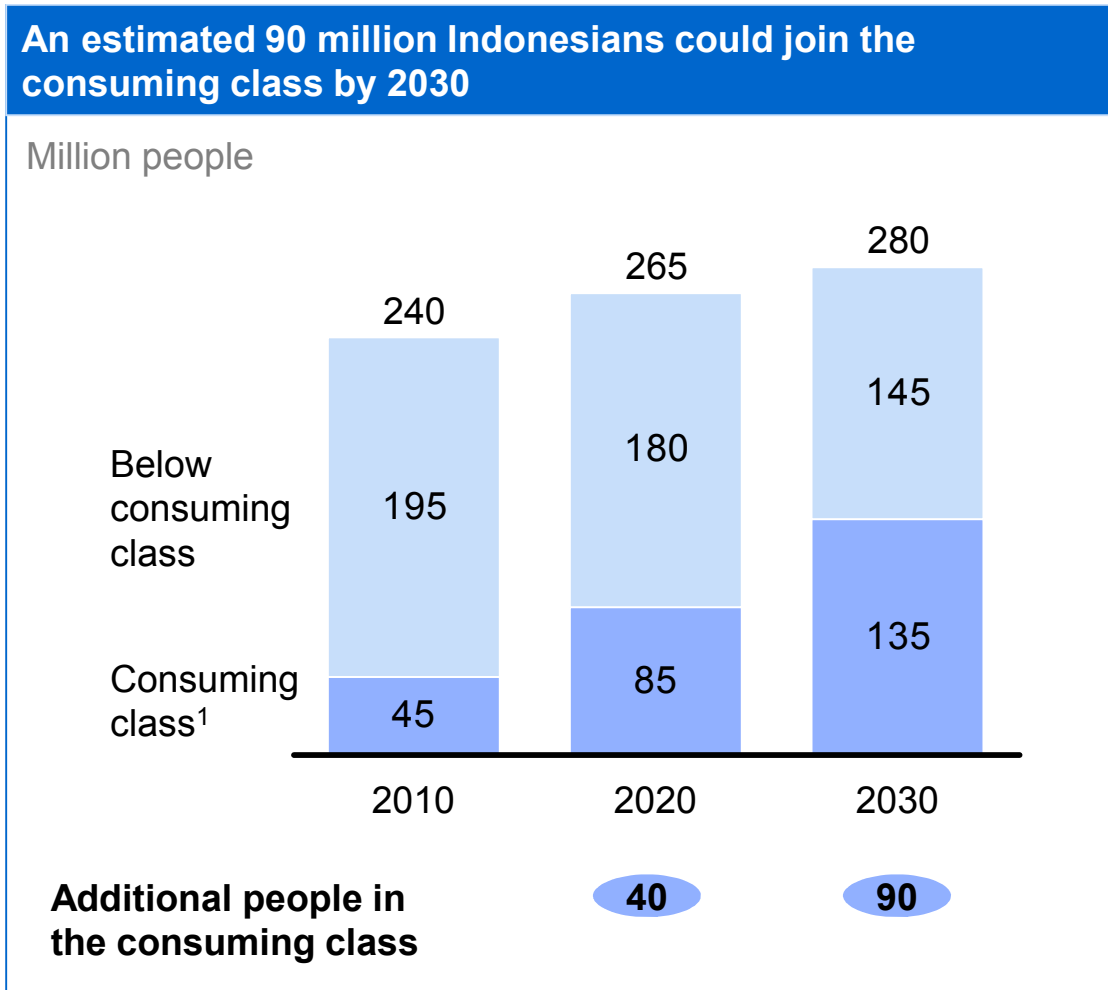 An estimated 90 million Indonesians could join the
consuming class by 2030
Million people
240
265
280
Below
consuming
class
195
180
145
Consuming
class¹
45
85
135
2010
2020
2030
Additional people in
the consuming class
40
90